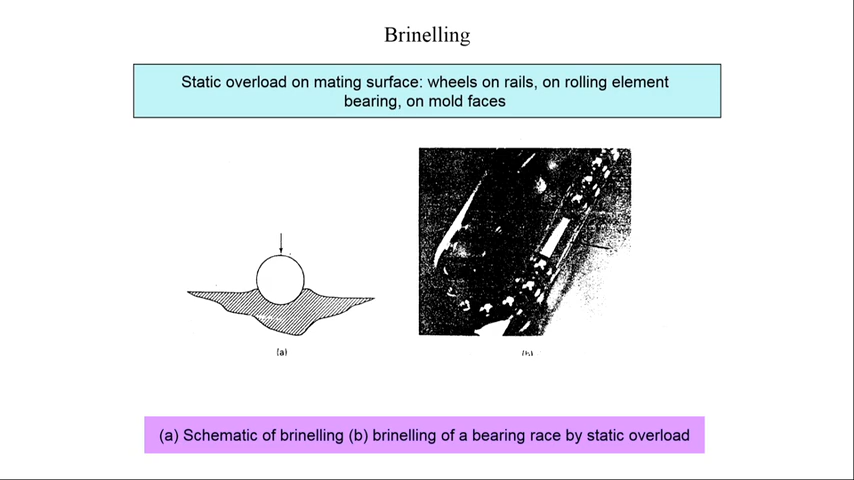 Brinelling
Static overload on mating surface: wheels on rails, on rolling element
bearing, on mold faces
(a)
(b)
(a) Schematic of brinelling (b) brinelling of a bearing race by static overload